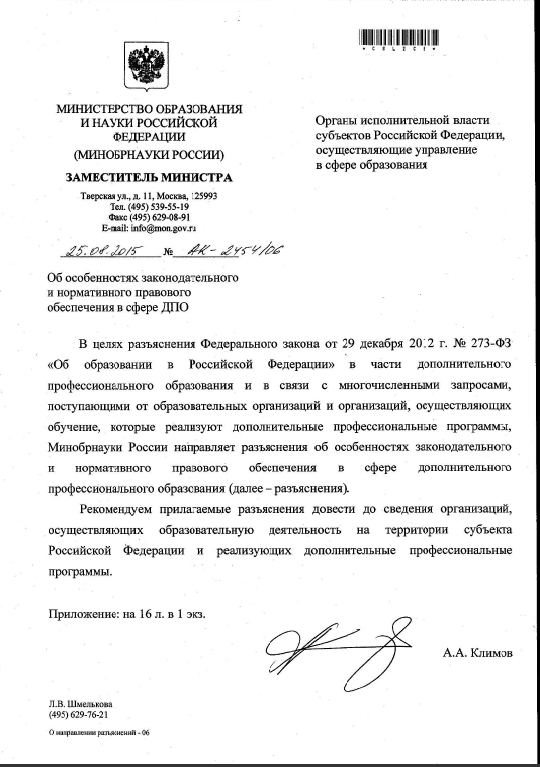 МИНИСТЕРСТВО ОБРАЗОВАНИЯ
И НАУКИ РОССИЙСКОЙ
ФЕДЕРАЦИИ
(МИНОБРНАУКИ РОССИИ)
ЗАМЕСТИТЕЛЬ МИНИСТРА
Тверская ул., д. 11, Москва, 125993
Тел. (495) 539-55-19
Факс (495) 629-08-91
E-mail: info@mon.gov.ru
25.08.2015 № АК-2454/06
Органы исполнительной власти
субъектов Российской Федерации,
осуществляющие управление
в сфере образования
Об особенностях законодательного
и нормативного правового
обеспечения в сфере ДПО
В целях разъяснения Федерального закона от 29 декабря 2012 г. № 273-ФЗ
«Об образовании в Российской Федерации» в части дополнительного
профессионального образования и в связи с многочисленными запросами,
поступающими от образовательных организаций и организаций, осуществляющих
обучение, которые реализуют дополнительные профессиональные программы,
Минобрнауки России направляет разъяснения об особенностях законодательного
и нормативного правового обеспечения в сфере дополнительного
профессионального образования (далее – разъяснения).
Рекомендуем прилагаемые разъяснения довести до сведения организаций,
осуществляющих образовательную деятельность на территории субъекта
Российской Федерации и реализующих дополнительные профессиональные
программы.
Приложение: на 16 л. в 1 экз.
А.А. Климов
Л.В. Шмелькова
(495) 629-76-21
О направлении разъяснений - 06